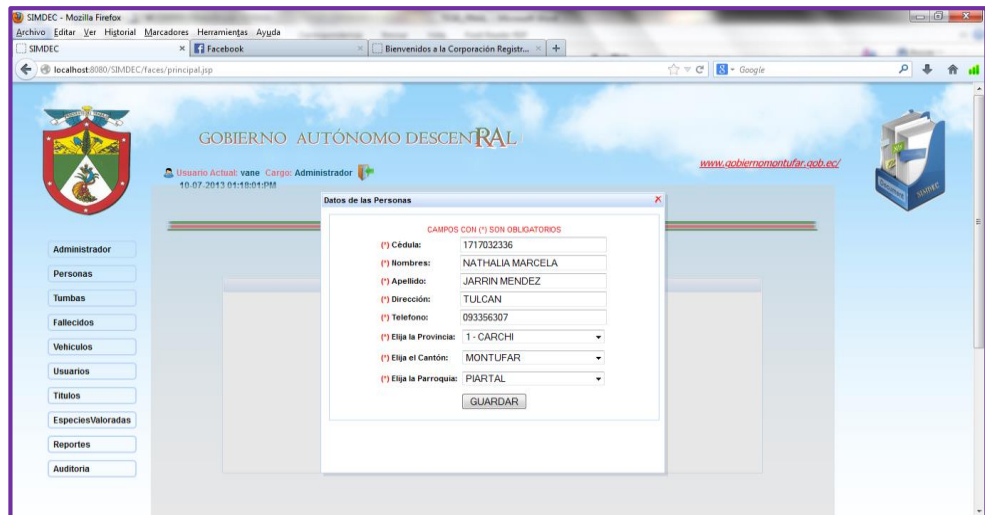 SIMDEC - Mozilla Firefox
Archivo Editar Ver Historial Marcadores Herramientas Ayuda
SIMDEC × Facebook × Bienvenidos a la Corporación Registr... × +
localhost:8080/SIMDEC/faces/principal.jsp Google
GOBIERNO AUTÓNOMO DESCENTRAL
www.gobiernomontufar.gob.ec/
Usuario Actual: vane Cargo: Administrador
10-07-2013 01:18:01:PM
Document SIMDEC
Administrador
Personas
Tumbas
Fallecidos
Vehiculos
Usuarios
Titulos
EspeciesValoradas
Reportes
Auditoria
Datos de las Personas ×
CAMPOS CON (*) SON OBLIGATORIOS
(*) Cédula: 1717032336
(*) Nombres: NATHALIA MARCELA
(*) Apellido: JARRIN MENDEZ
(*) Dirección: TULCAN
(*) Telefono: 093356307
(*) Elija la Provincia: 1 - CARCHI
(*) Elija el Cantón: MONTUFAR
(*) Elija la Parroquia: PIARTAL
GUARDAR